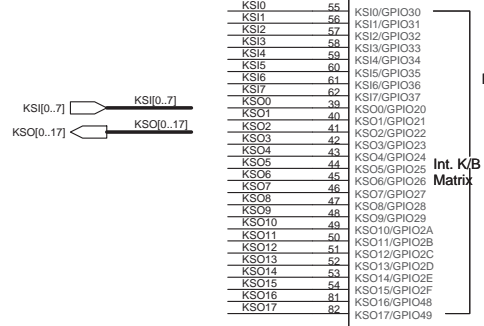 KSI0 55 KSI0/GPIO30
KSI1 56 KSI1/GPIO31
KSI2 57 KSI2/GPIO32
KSI3 58 KSI3/GPIO33
KSI4 59 KSI4/GPIO34
KSI5 60 KSI5/GPIO35
KSI6 61 KSI6/GPIO36
KSI7 62 KSI7/GPIO37
KSI[0..7] KSI[0..7]
KSO0 39 KSO0/GPIO20
KSO1 40 KSO1/GPIO21
KSO[0..17] KSO[0..17]
KSO2 41 KSO2/GPIO22
KSO3 42 KSO3/GPIO23
KSO4 43 KSO4/GPIO24
KSO5 44 KSO5/GPIO25 Int. K/B
KSO6 45 KSO6/GPIO26 Matrix
KSO7 46 KSO7/GPIO27
KSO8 47 KSO8/GPIO28
KSO9 48 KSO9/GPIO29
KSO10 49 KSO10/GPIO2A
KSO11 50 KSO11/GPIO2B
KSO12 51 KSO12/GPIO2C
KSO13 52 KSO13/GPIO2D
KSO14 53 KSO14/GPIO2E
KSO15 54 KSO15/GPIO2F
KSO16 81 KSO16/GPIO48
KSO17 82 KSO17/GPIO49